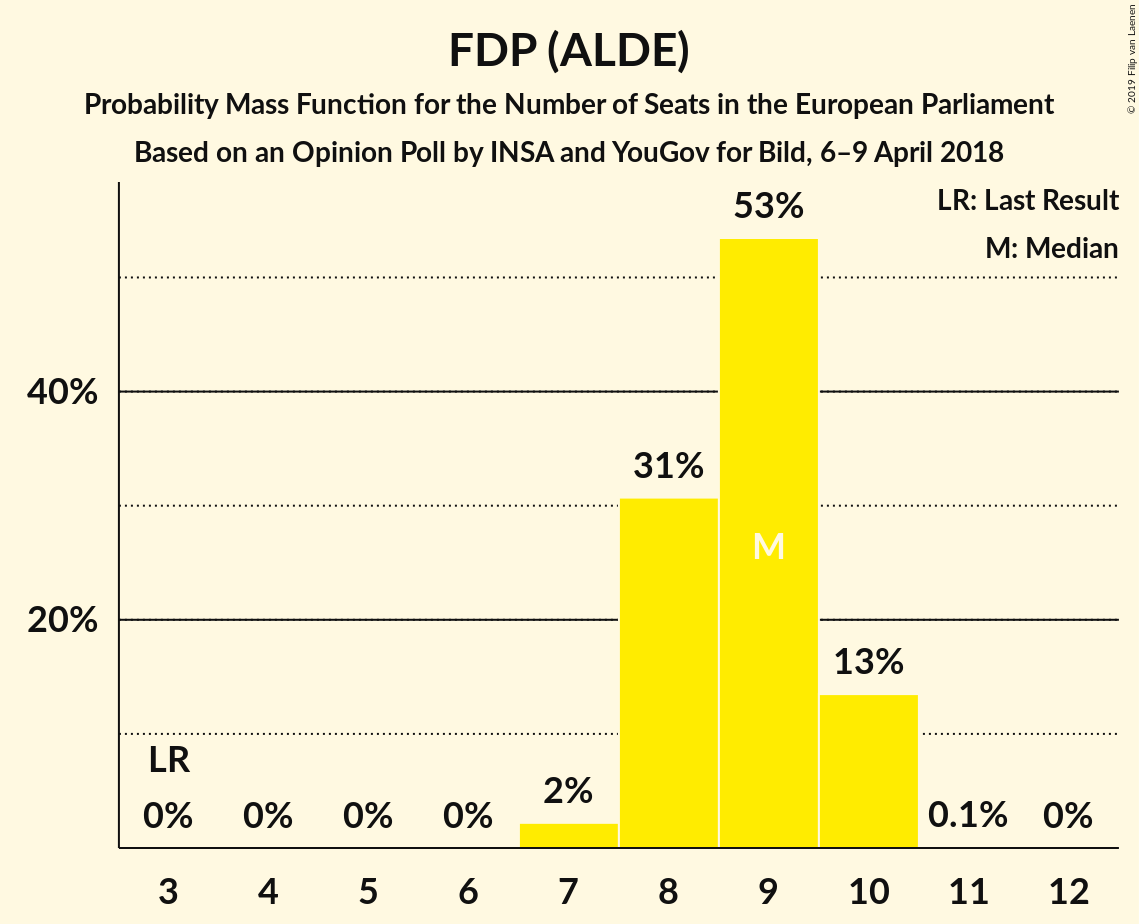 FDP (ALDE)
Probability Mass Function for the Number of Seats in the European Parliament
Based on an Opinion Poll by INSA and YouGov for Bild, 6–9 April 2018
© 2019 Filip van Laenen
LR: Last Result
M: Median
53%
40%
31%
M
20%
13%
LR
2%
0% 0% 0% 0% 0.1% 0%
3 4 5 6 7 8 9 10 11 12